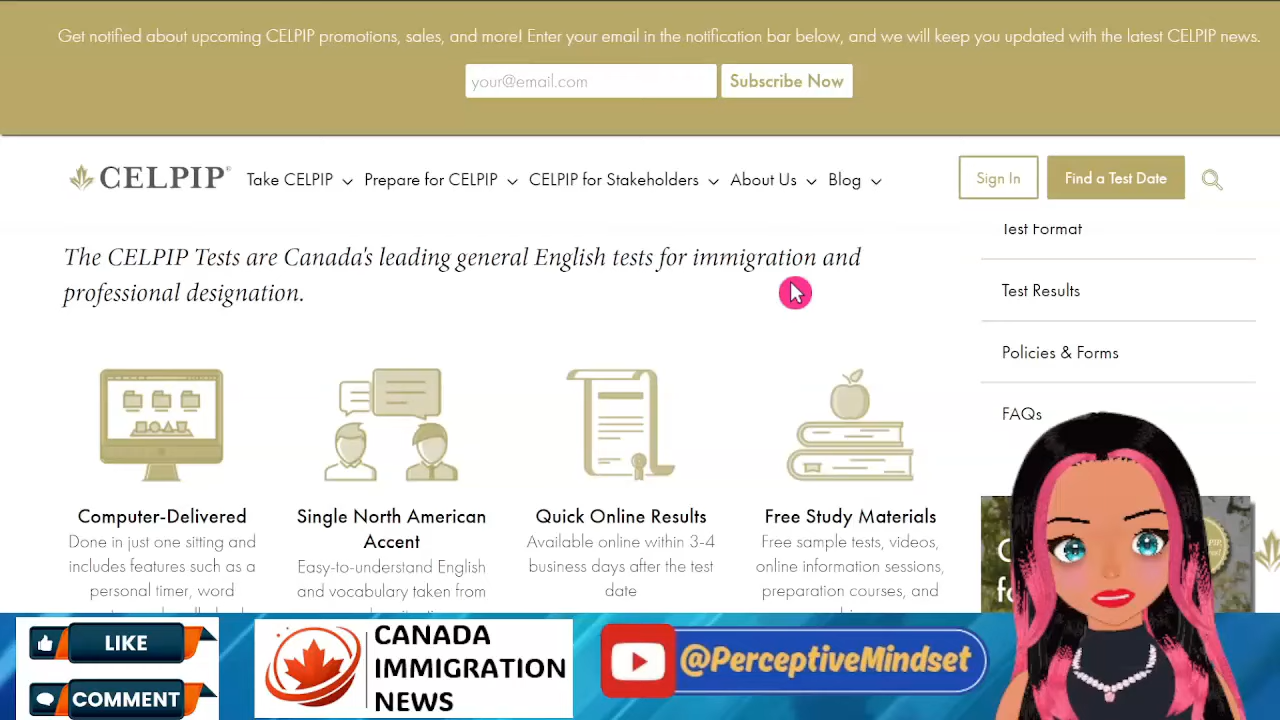 Get notified about upcoming CELPIP promotions, sales, and more! Enter your email in the notification bar below, and we will keep you updated with the latest CELPIP news.
your@email.com
Subscribe Now
CELPIP®
Take CELPIP
Prepare for CELPIP
CELPIP for Stakeholders
About Us
Blog
Sign In
Find a Test Date
The CELPIP Tests are Canada's leading general English tests for immigration and
professional designation.
Test Format
Test Results
Policies & Forms
FAQs
Computer-Delivered
Done in just one sitting and
includes features such as a
personal timer, word
Single North American
Accent
Easy-to-understand English
and vocabulary taken from
Quick Online Results
Available online within 3-4
business days after the test
date
Free Study Materials
Free sample tests, videos,
online information sessions,
preparation courses, and
LIKE
COMMENT
CANADA
IMMIGRATION
NEWS
@PerceptiveMindset